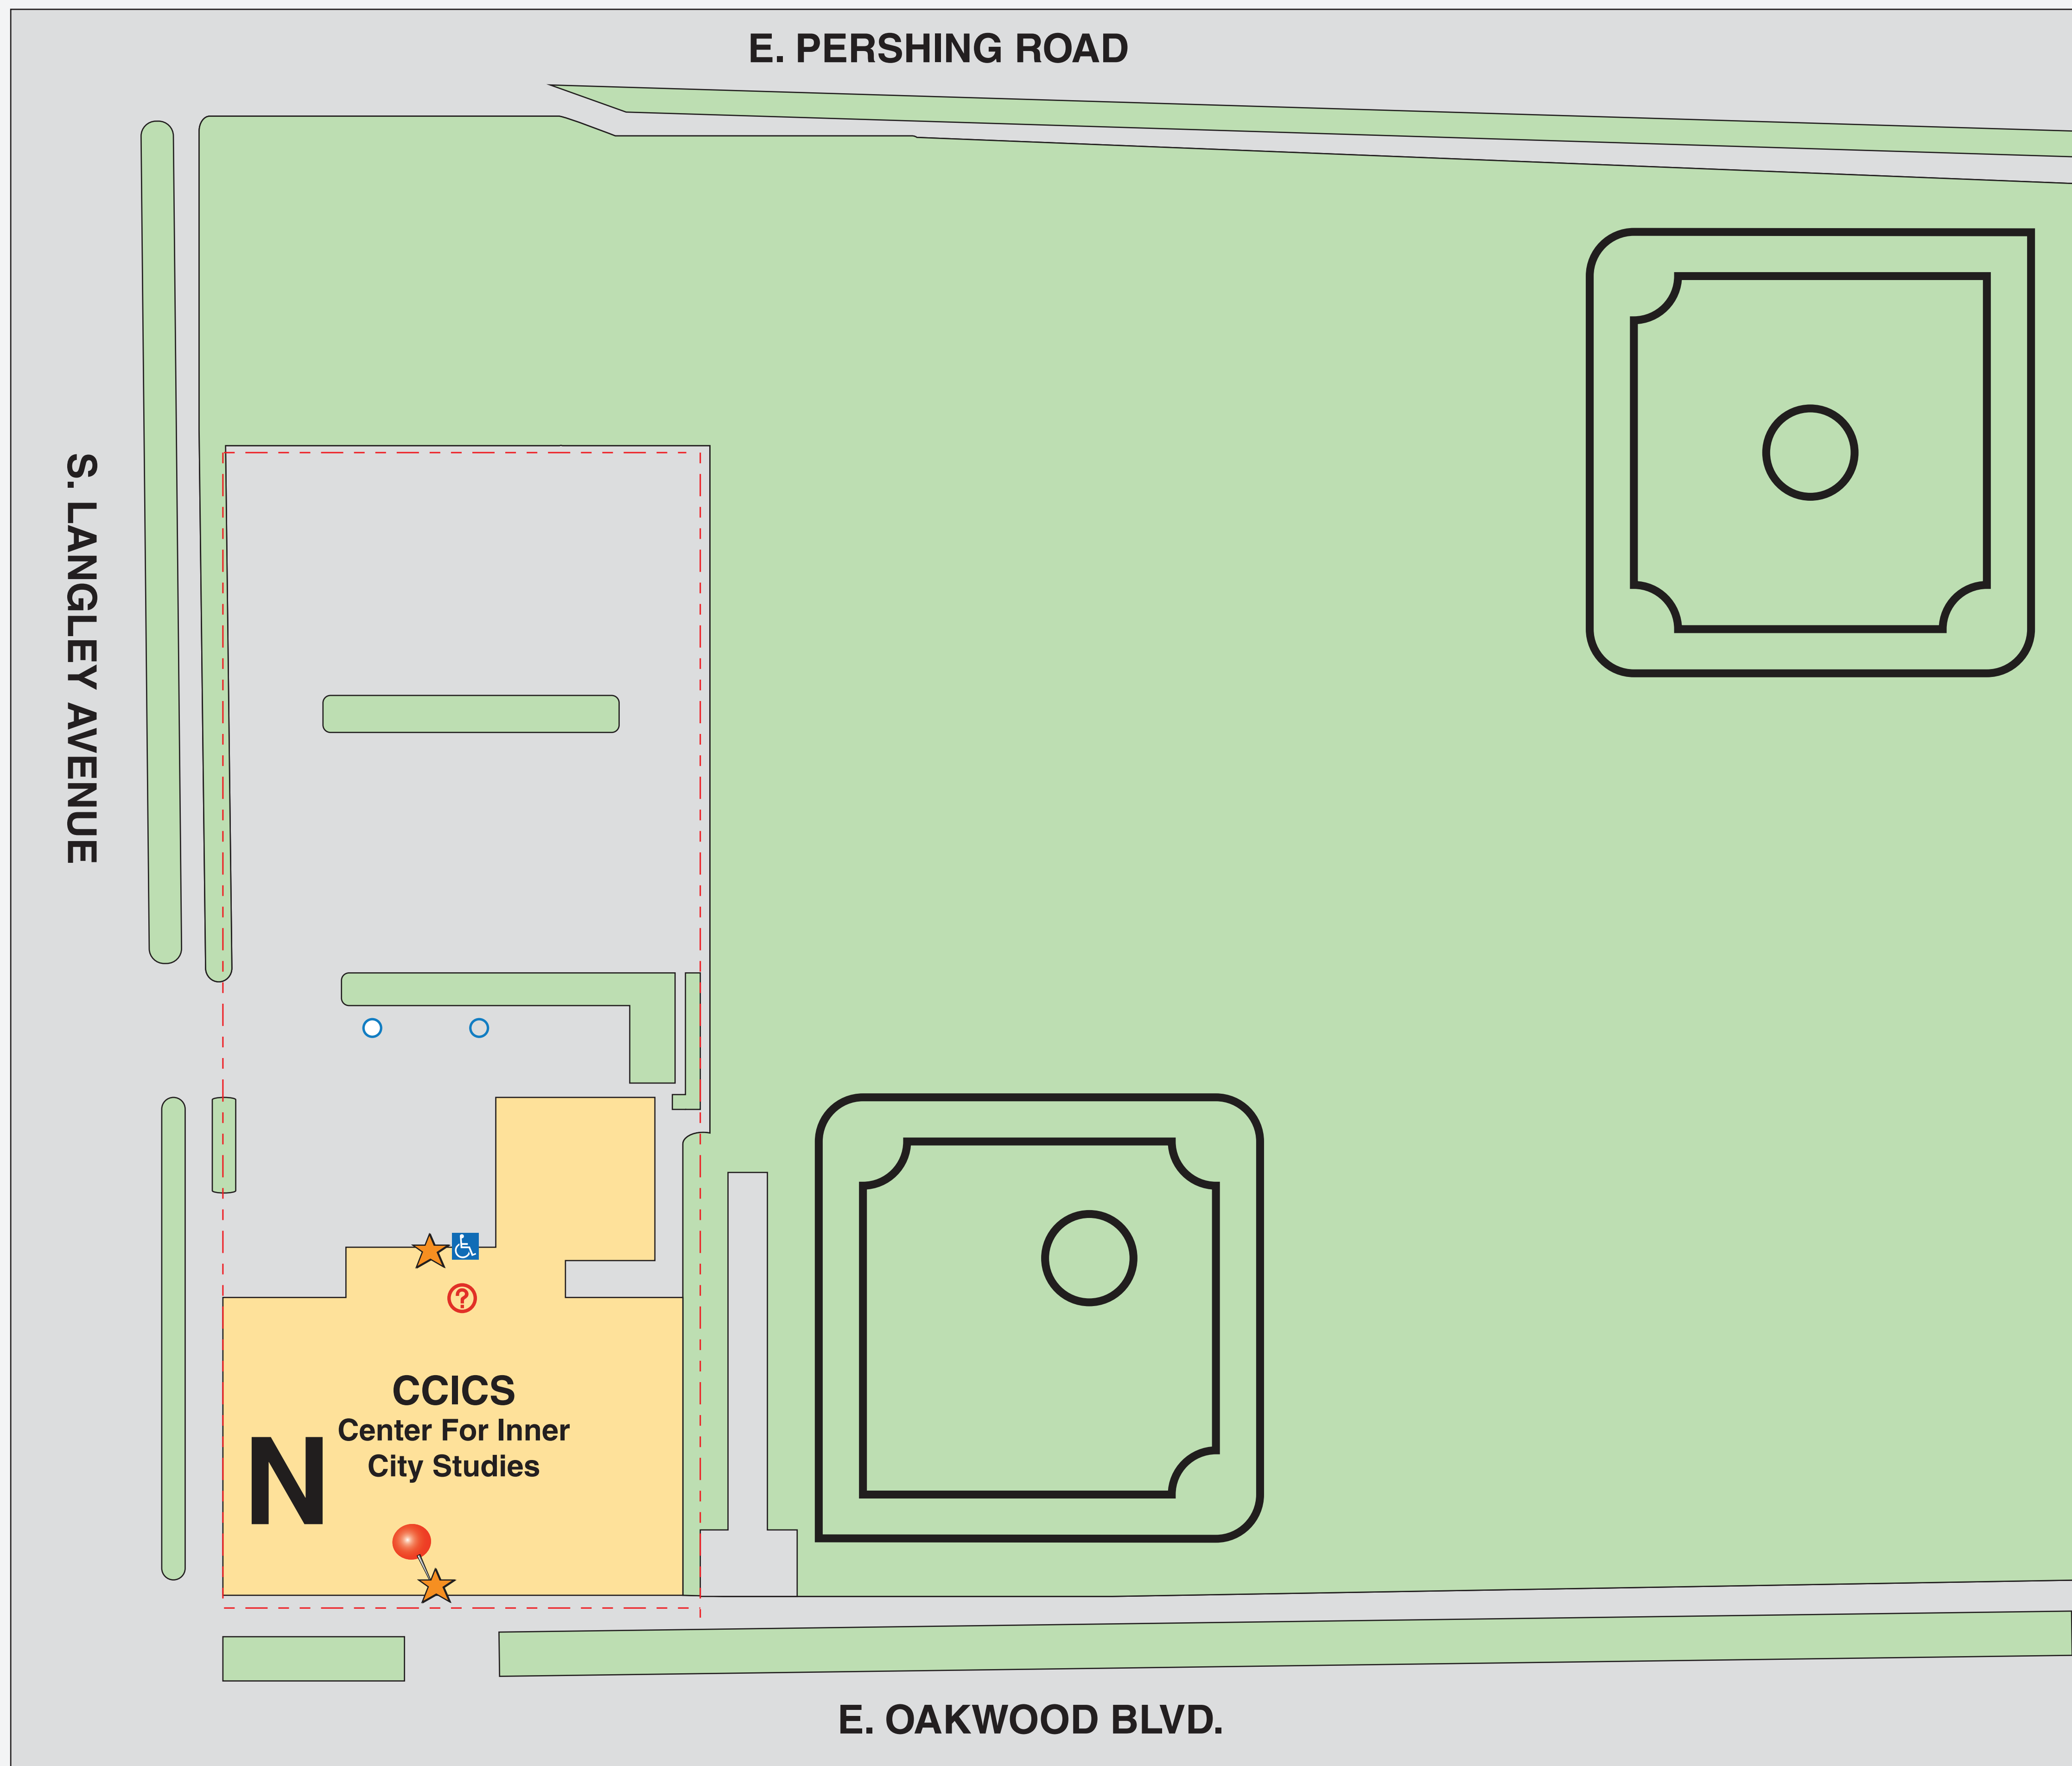 E. PERSHING ROAD
S. LANGLEY AVENUE
?
CCICS
Center For Inner
City Studies
N
E. OAKWOOD BLVD.